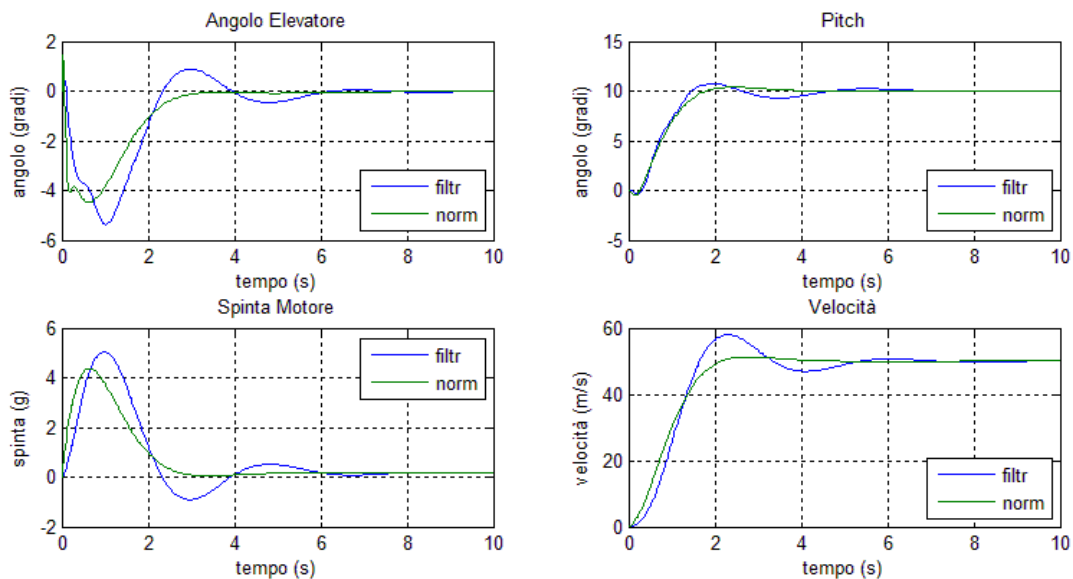 Angolo Elevatore
angolo (gradi)
2
0
-2
-4
-6
0 2 4 6 8 10
tempo (s)
filtr
norm
Pitch
angolo (gradi)
15
10
5
0
-5
0 2 4 6 8 10
tempo (s)
filtr
norm
Spinta Motore
spinta (g)
6
4
2
0
-2
0 2 4 6 8 10
tempo (s)
filtr
norm
Velocità
velocità (m/s)
60
40
20
0
0 2 4 6 8 10
tempo (s)
filtr
norm